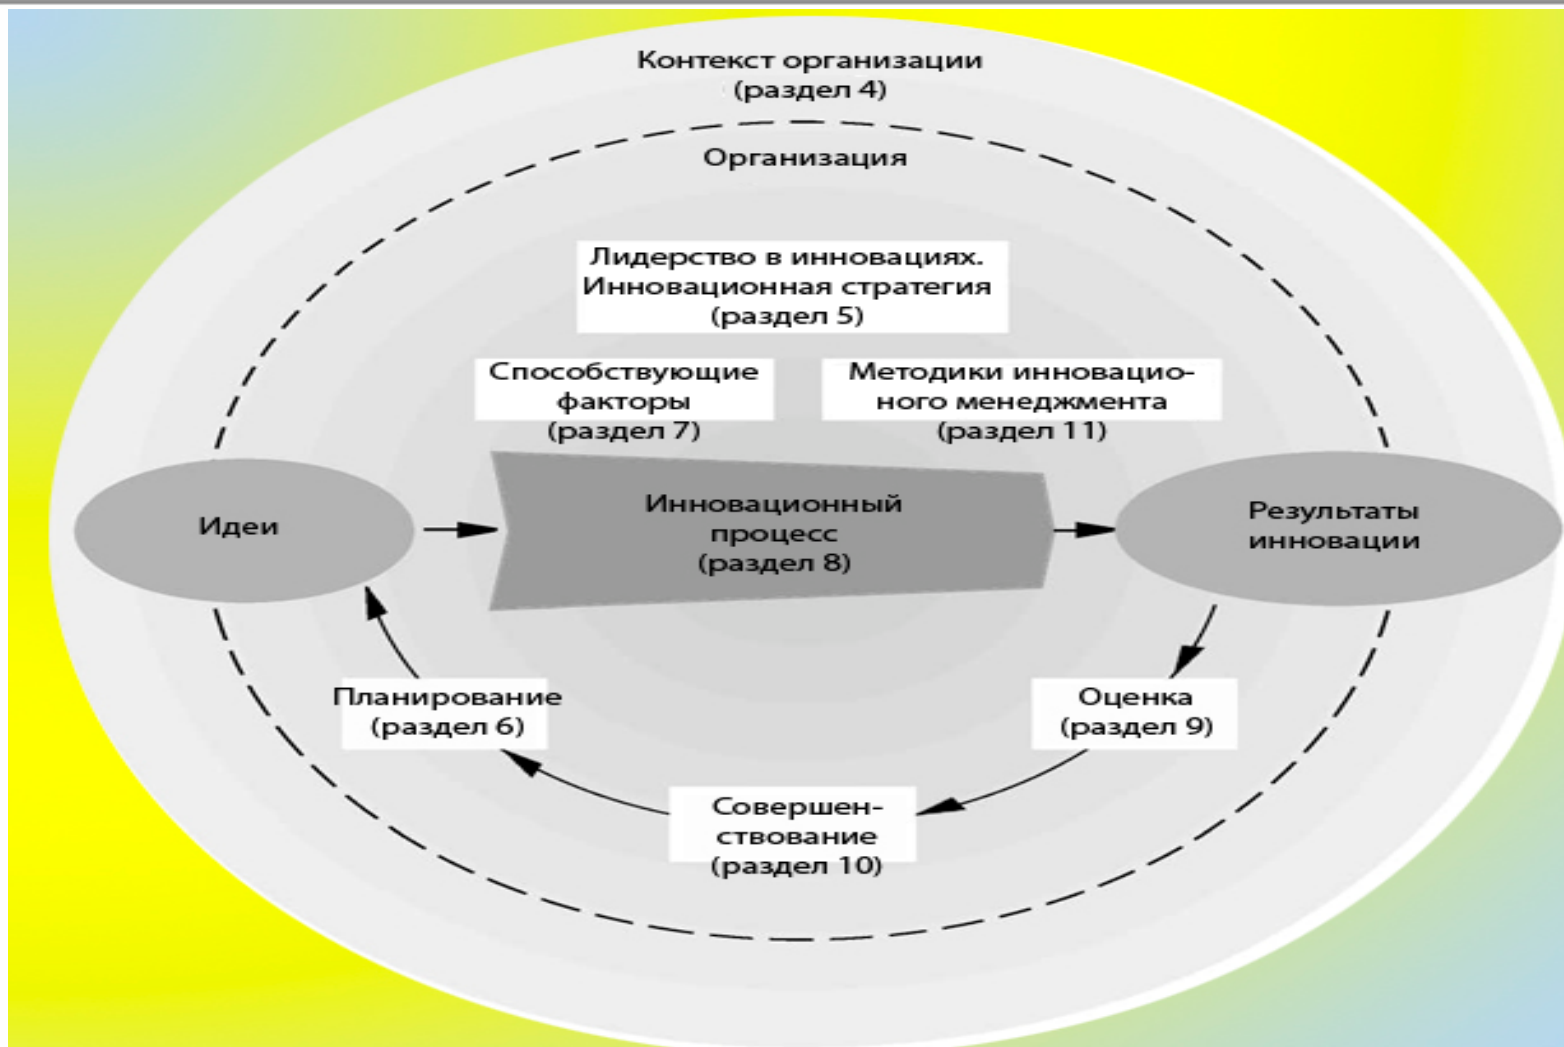 Контекст организации
(раздел 4)
Организация
Лидерство в инновациях.
Инновационная стратегия
(раздел 5)
Способствующие
факторы
(раздел 7)
Методики инновацио-
ного менеджмента
(раздел 11)
Идеи
Инновационный
процесс
(раздел 8)
Результаты
инновации
Планирование
(раздел 6)
Оценка
(раздел 9)
Совершен-
ствование
(раздел 10)